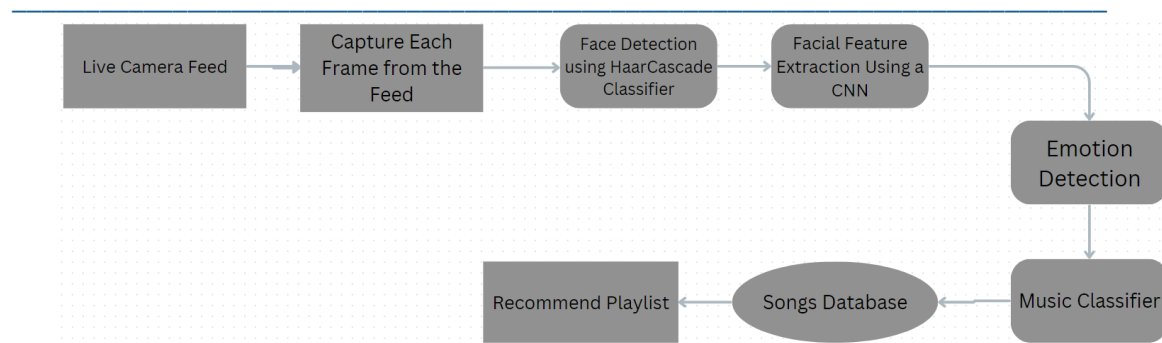 Live Camera Feed
Capture Each
Frame from the
Feed
Face Detection
using HaarCascade
Classifier
Facial Feature
Extraction Using a
CNN
Emotion
Detection
Music Classifier
Songs Database
Recommend Playlist